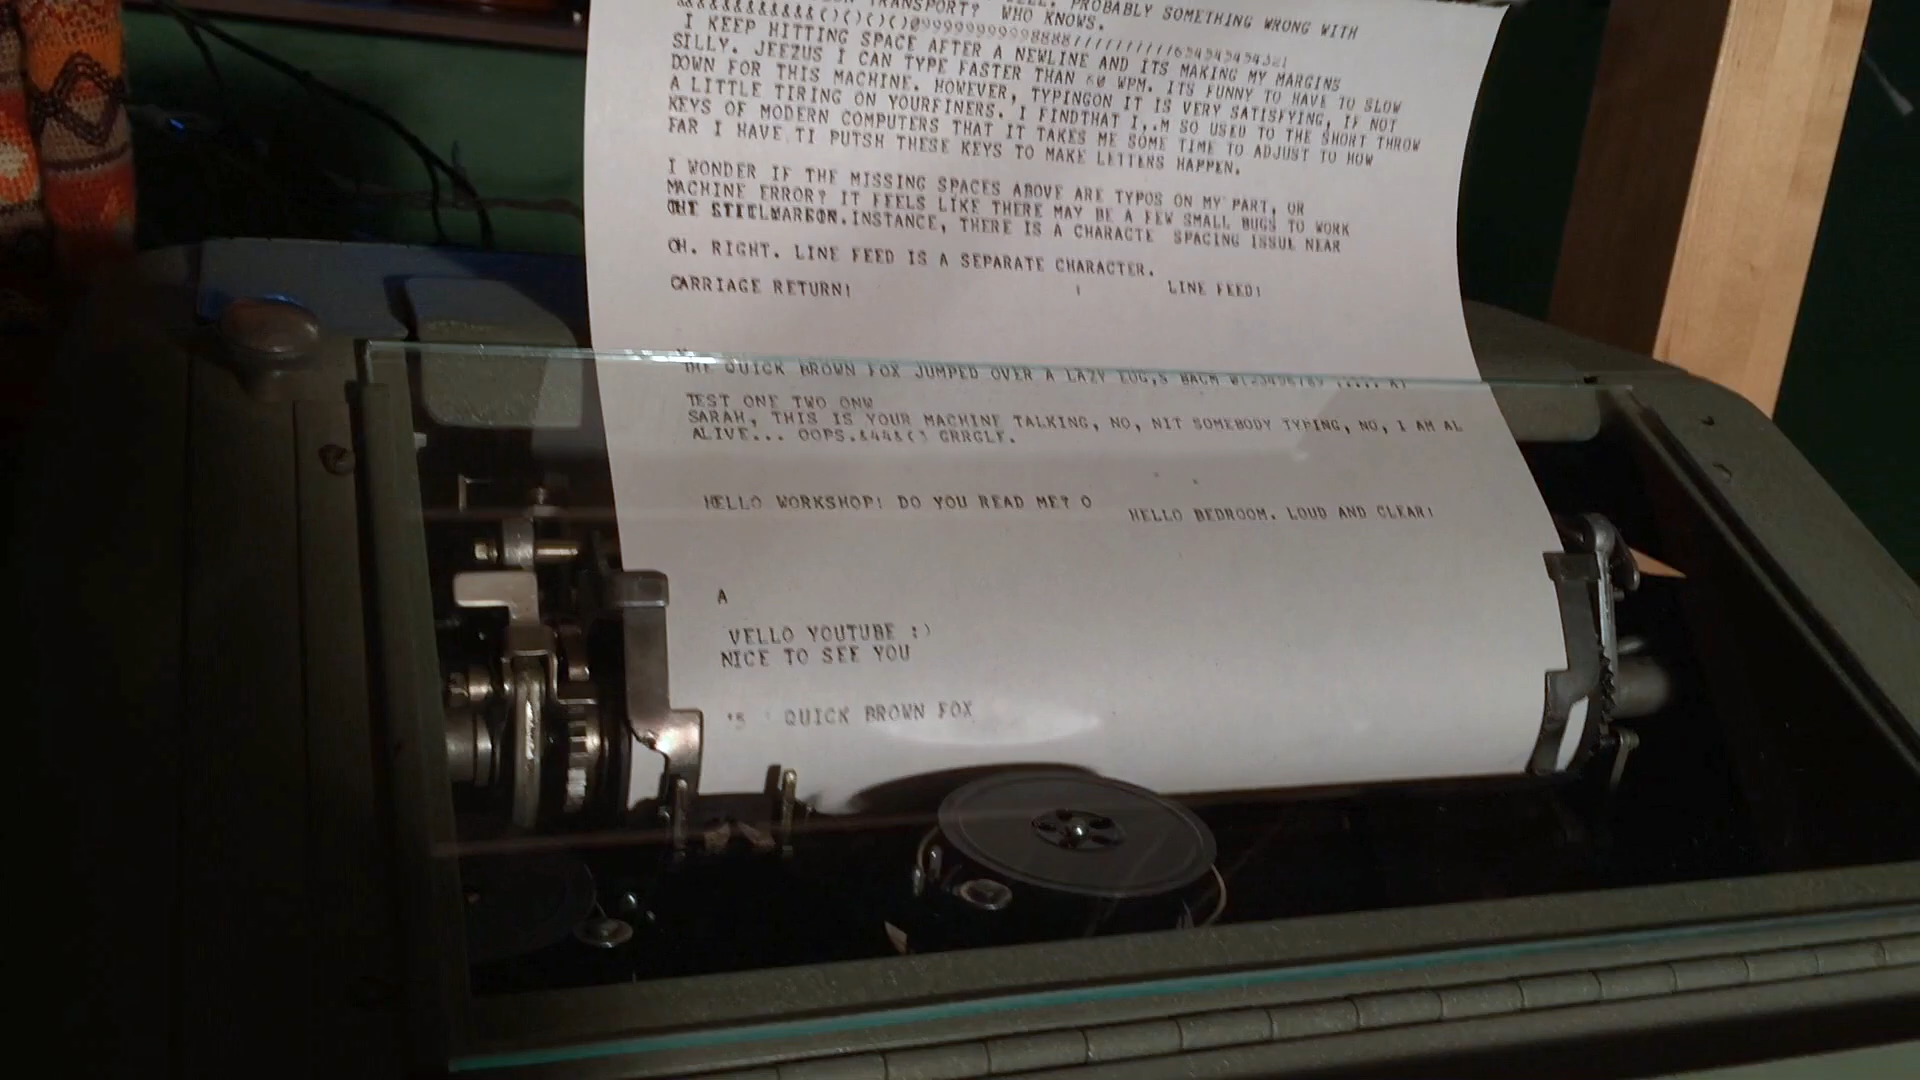 TRANSPORT? WHO KNOWS. PROBABLY SOMETHING WRONG WITH
&&&&&&&&&&&&()()()()@9999999999998888//////////654545454321
I KEEP HITTING SPACE AFTER A NEWLINE AND ITS MAKING MY MARGINS
SILLY. JEEZUS I CAN TYPE FASTER THAN 60 WPM. ITS FUNNY TO HAVE TO SLOW
DOWN FOR THIS MACHINE. HOWEVER, TYPINGON IT IS VERY SATISFYING, IF NOT
A LITTLE TIRING ON YOURFINERS. I FINDTHAT I,.M SO USED TO THE SHORT THROW
KEYS OF MODERN COMPUTERS THAT IT TAKES ME SOME TIME TO ADJUST TO HOW
FAR I HAVE TI PUTSH THESE KEYS TO MAKE LETTERS HAPPEN.
I WONDER IF THE MISSING SPACES ABOVE ARE TYPOS ON MY PART, OR
MACHINE ERROR? IT FEELS LIKE THERE MAY BE A FEW SMALL BUGS TO WORK
INSTANCE, THERE IS A CHARACTE SPACING ISSUE NEAR
OH. RIGHT. LINE FEED IS A SEPARATE CHARACTER.
CARRIAGE RETURN! ! LINE FEED!
THE QUICK BROWN FOX JUMPED OVER A LAZY
TEST ONE TWO ONW
SARAH, THIS IS YOUR MACHINE TALKING, NO, NIT SOMEBODY TYPING, NO, I AM AL
ALIVE... OOPS.&44&() GRRGLF.
HELLO WORKSHOP! DO YOU READ ME? O
HELLO BEDROOM. LOUD AND CLEAR!
A
VELLO YOUTUBE :)
NICE TO SEE YOU
'5 QUICK BROWN FOX